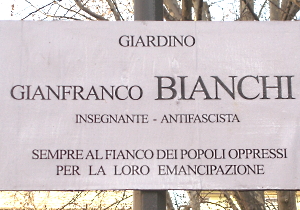 GIARDINO
GIANFRANCO BIANCHI
INSEGNANTE - ANTIFASCISTA
SEMPRE AL FIANCO DEI POPOLI OPPRESSI
PER LA LORO EMANCIPAZIONE